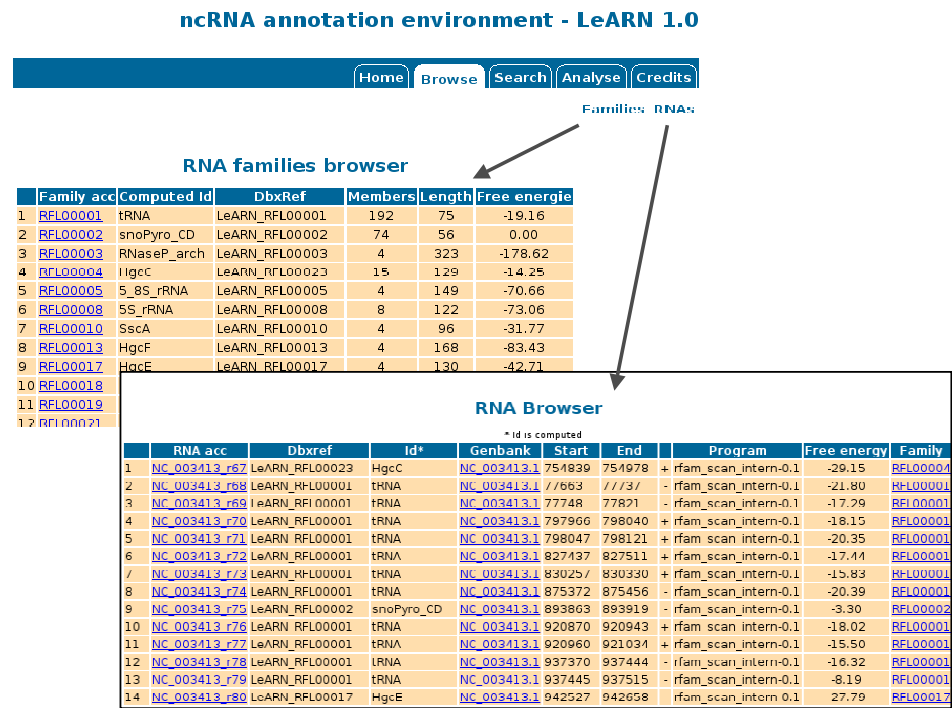 ncRNA annotation environment - LeARN 1.0
Home Browse Search Analyse Credits
Families RNAs
RNA families browser
Family acc Computed Id DbxRef Members Length Free energie
1 RFL00001 tRNA LeARN_RFL00001 192 75 -19.16
2 RFL00002 snoPyro_CD LeARN_RFL00002 74 56 0.00
3 RFL00003 RNaseP_arch LeARN_RFL00003 4 323 -178.62
4 RFL00004 HgcC LeARN_RFL00023 15 129 -14.25
5 RFL00005 5_8S_rRNA LeARN_RFL00005 4 149 -70.66
6 RFL00008 5S_rRNA LeARN_RFL00008 8 122 -73.06
7 RFL00010 SscA LeARN_RFL00010 4 96 -31.77
8 RFL00013 HgcF LeARN_RFL00013 4 168 -83.43
9 RFL00017 HgcE LeARN_RFL00017 4 130 -42.71
10 RFL00018
11 RFL00019
12 RFL00021
RNA Browser
* Id is computed
RNA acc Dbxref Id* Genbank Start End Program Free energy Family
1 NC_003413_r67 LeARN_RFL00023 HgcC NC_003413.1 754839 754978 + rfam_scan_intern-0.1 -29.15 RFL00004
2 NC_003413_r68 LeARN_RFL00001 tRNA NC_003413.1 77663 77737 - rfam_scan_intern-0.1 -21.80 RFL00001
3 NC_003413_r69 LeARN_RFL00001 tRNA NC_003413.1 77748 77821 - rfam_scan_intern-0.1 -17.29 RFL00001
4 NC_003413_r70 LeARN_RFL00001 tRNA NC_003413.1 797966 798040 + rfam_scan_intern-0.1 -18.15 RFL00001
5 NC_003413_r71 LeARN_RFL00001 tRNA NC_003413.1 798047 798121 + rfam_scan_intern-0.1 -20.35 RFL00001
6 NC_003413_r72 LeARN_RFL00001 tRNA NC_003413.1 827437 827511 + rfam_scan_intern-0.1 -17.44 RFL00001
7 NC_003413_r73 LeARN_RFL00001 tRNA NC_003413.1 830257 830330 + rfam_scan_intern-0.1 -15.83 RFL00001
8 NC_003413_r74 LeARN_RFL00001 tRNA NC_003413.1 875372 875456 - rfam_scan_intern-0.1 -20.39 RFL00001
9 NC_003413_r75 LeARN_RFL00002 snoPyro_CD NC_003413.1 893863 893919 - rfam_scan_intern-0.1 -3.30 RFL00002
10 NC_003413_r76 LeARN_RFL00001 tRNA NC_003413.1 920870 920943 + rfam_scan_intern-0.1 -18.02 RFL00001
11 NC_003413_r77 LeARN_RFL00001 tRNA NC_003413.1 920960 921034 + rfam_scan_intern-0.1 -15.50 RFL00001
12 NC_003413_r78 LeARN_RFL00001 tRNA NC_003413.1 937370 937444 - rfam_scan_intern-0.1 -16.32 RFL00001
13 NC_003413_r79 LeARN_RFL00001 tRNA NC_003413.1 937445 937515 - rfam_scan_intern-0.1 -8.19 RFL00001
14 NC_003413_r80 LeARN_RFL00017 HgcE NC_003413.1 942527 942658 rfam_scan_intern-0.1 27.79 RFL00017